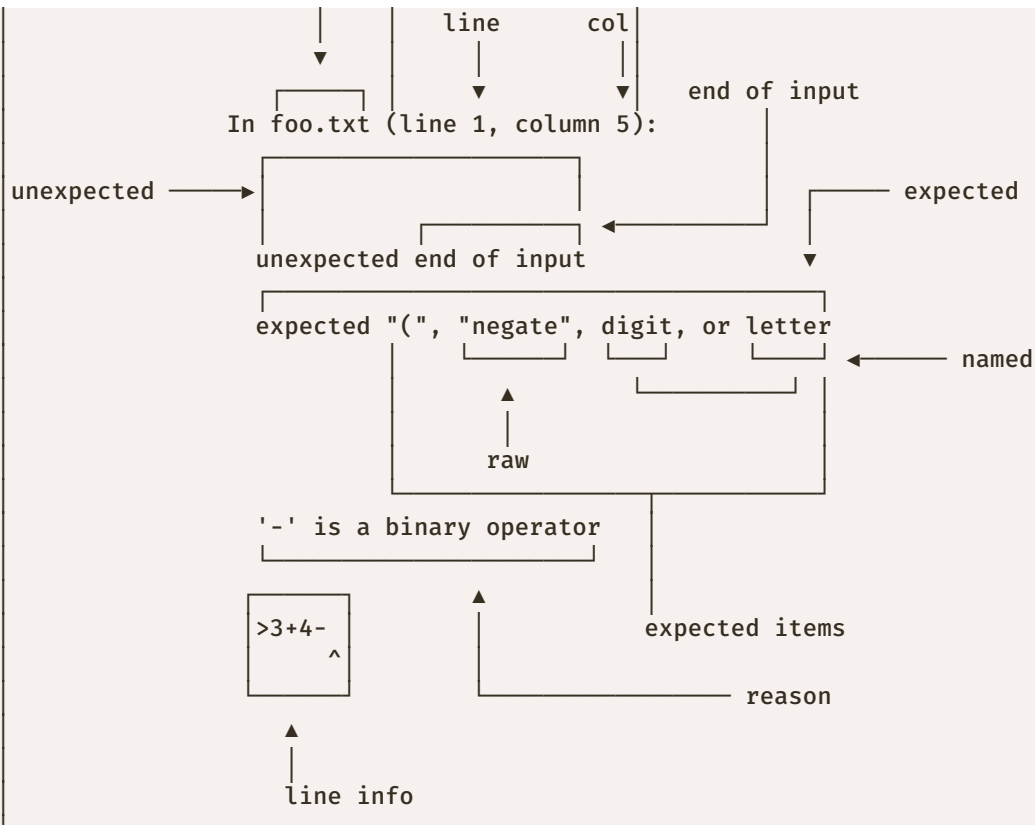 line col
end of input
In foo.txt (line 1, column 5):
unexpected
expected
unexpected end of input
expected "(", "negate", digit, or letter
named
raw
'-' is a binary operator
>3+4-
^
expected items
reason
line info